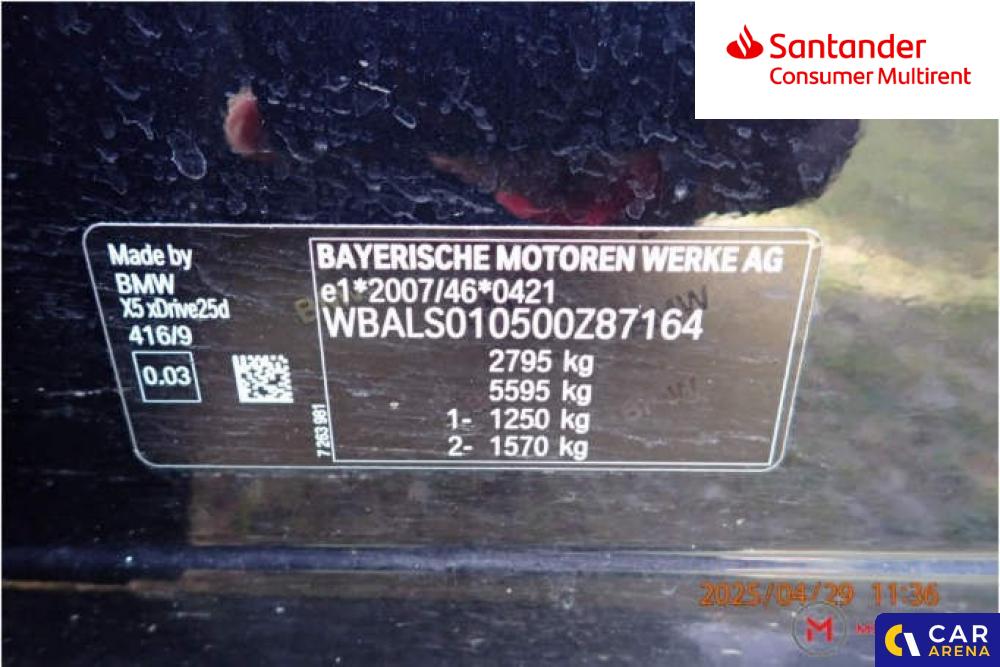 Santander
Consumer Multirent
Made by
BMW
X5 xDrive25d
416/9
0.03
7 263 981
BAYERISCHE MOTOREN WERKE AG
e1*2007/46*0421
WBALS010500Z87164
2795 kg
5595 kg
1- 1250 kg
2- 1570 kg
2025/04/29 11:36
M
CAR
ARENA